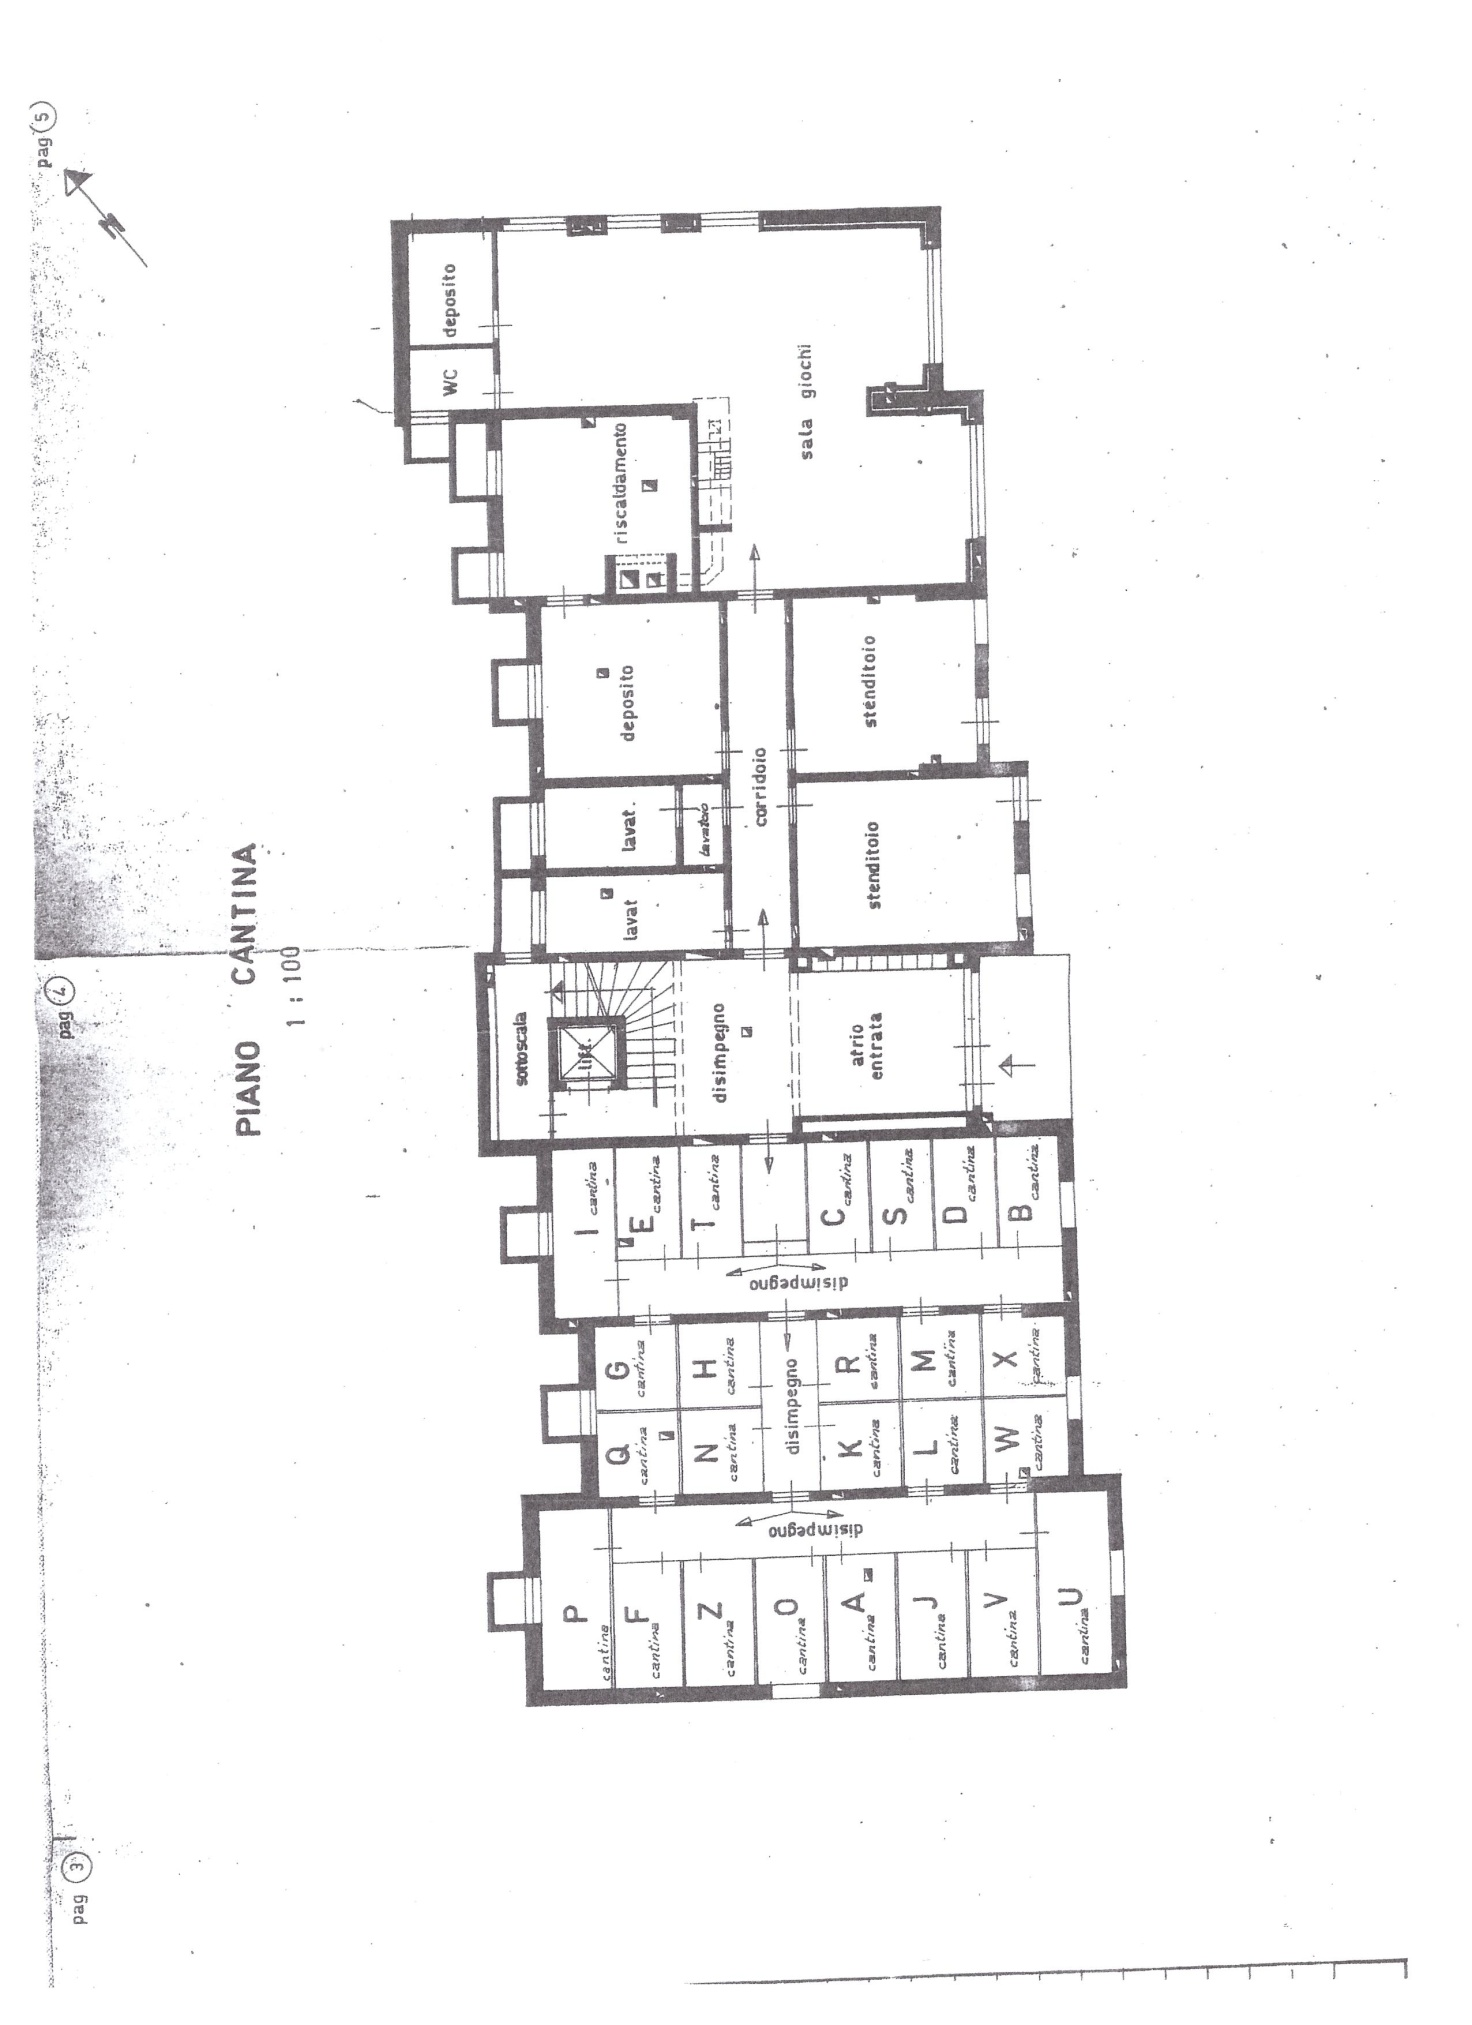 pag 3
pag 4
pag 5
N
PIANO CANTINA
1 : 100
P
cantina
F
cantina
Z
cantina
O
cantina
A
cantina
J
cantina
V
cantina
U
cantina
disimpegno
Q
cantina
G
cantina
N
cantina
H
cantina
disimpegno
K
cantina
R
cantina
L
cantina
M
cantina
W
cantina
X
cantina
disimpegno
I
cantina
E
cantina
T
cantina
C
cantina
S
cantina
D
cantina
B
cantina
sottoscala
lift.
disimpegno
atrio
entrata
lavat
lavat.
lavatoio
corridoio
stenditoio
deposito
stenditoio
riscaldamento
WC
deposito
sala giochi